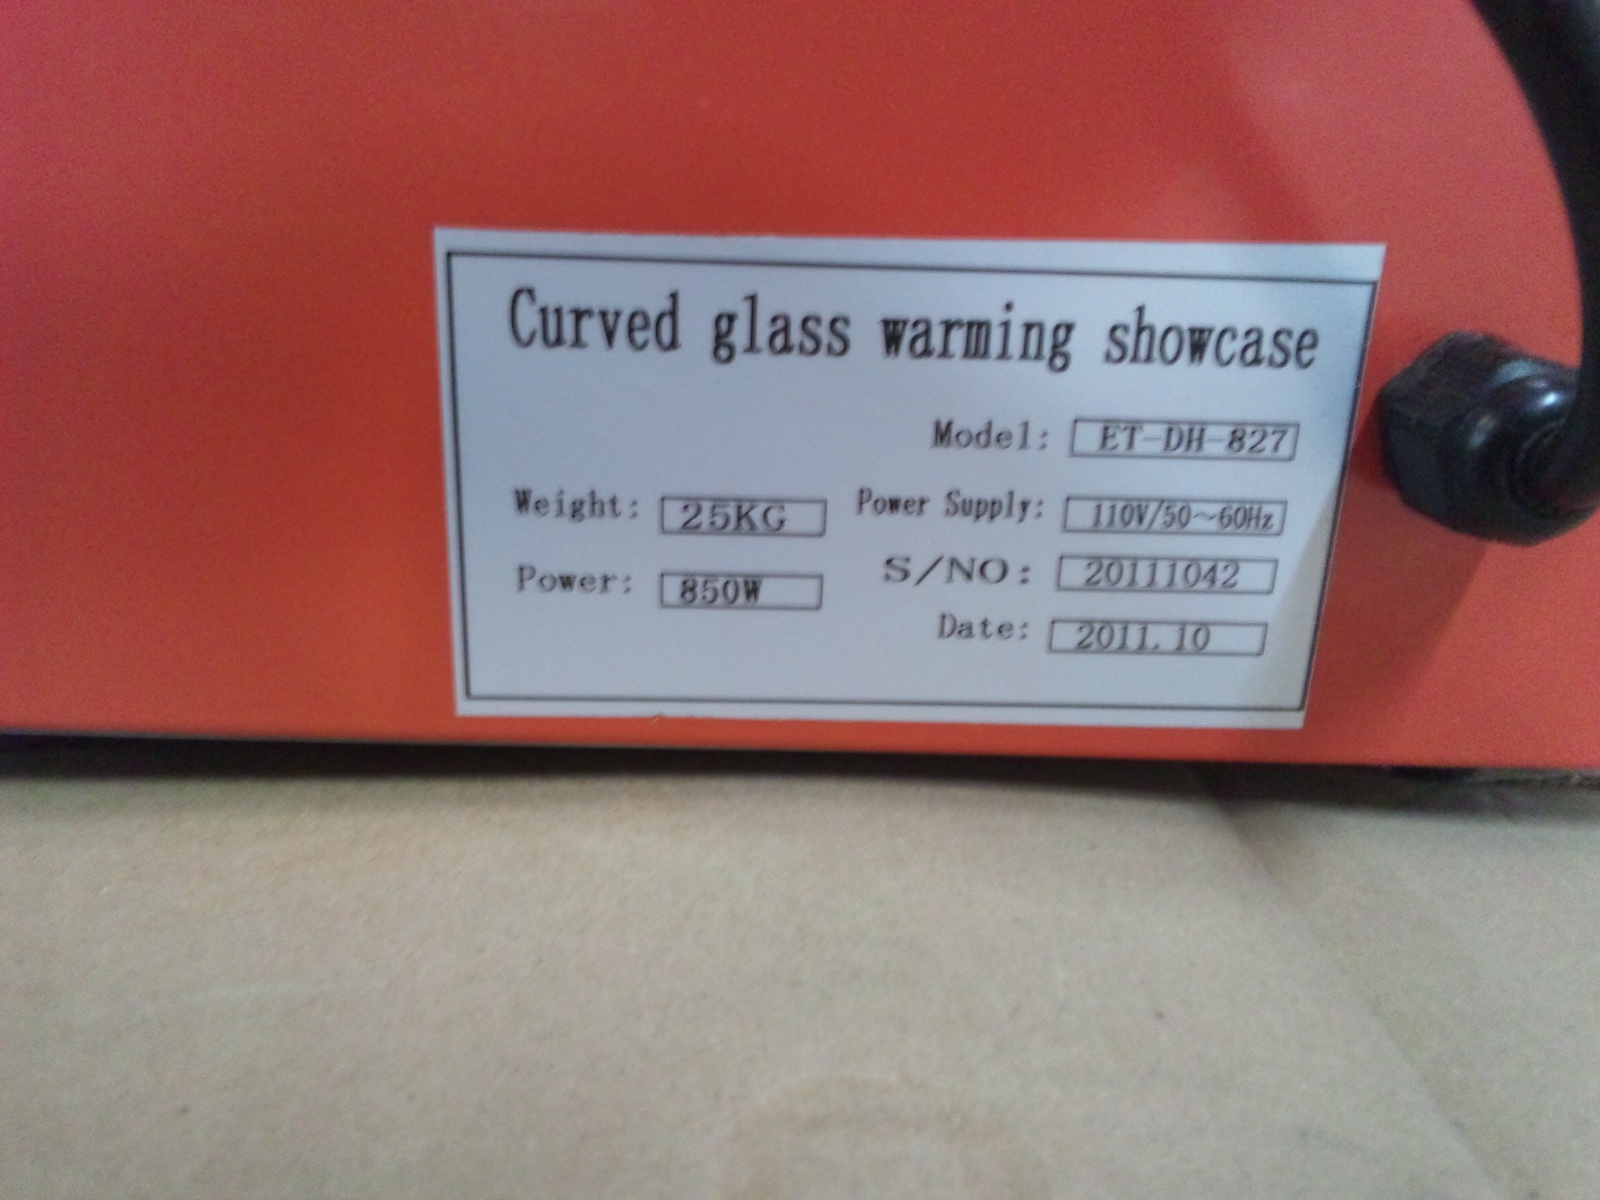 Curved glass warming showcase
Model: ET-DH-827
Weight: 25KG Power Supply: 110V/50~60Hz
Power: 850W S/NO: 20111042
Date: 2011.10